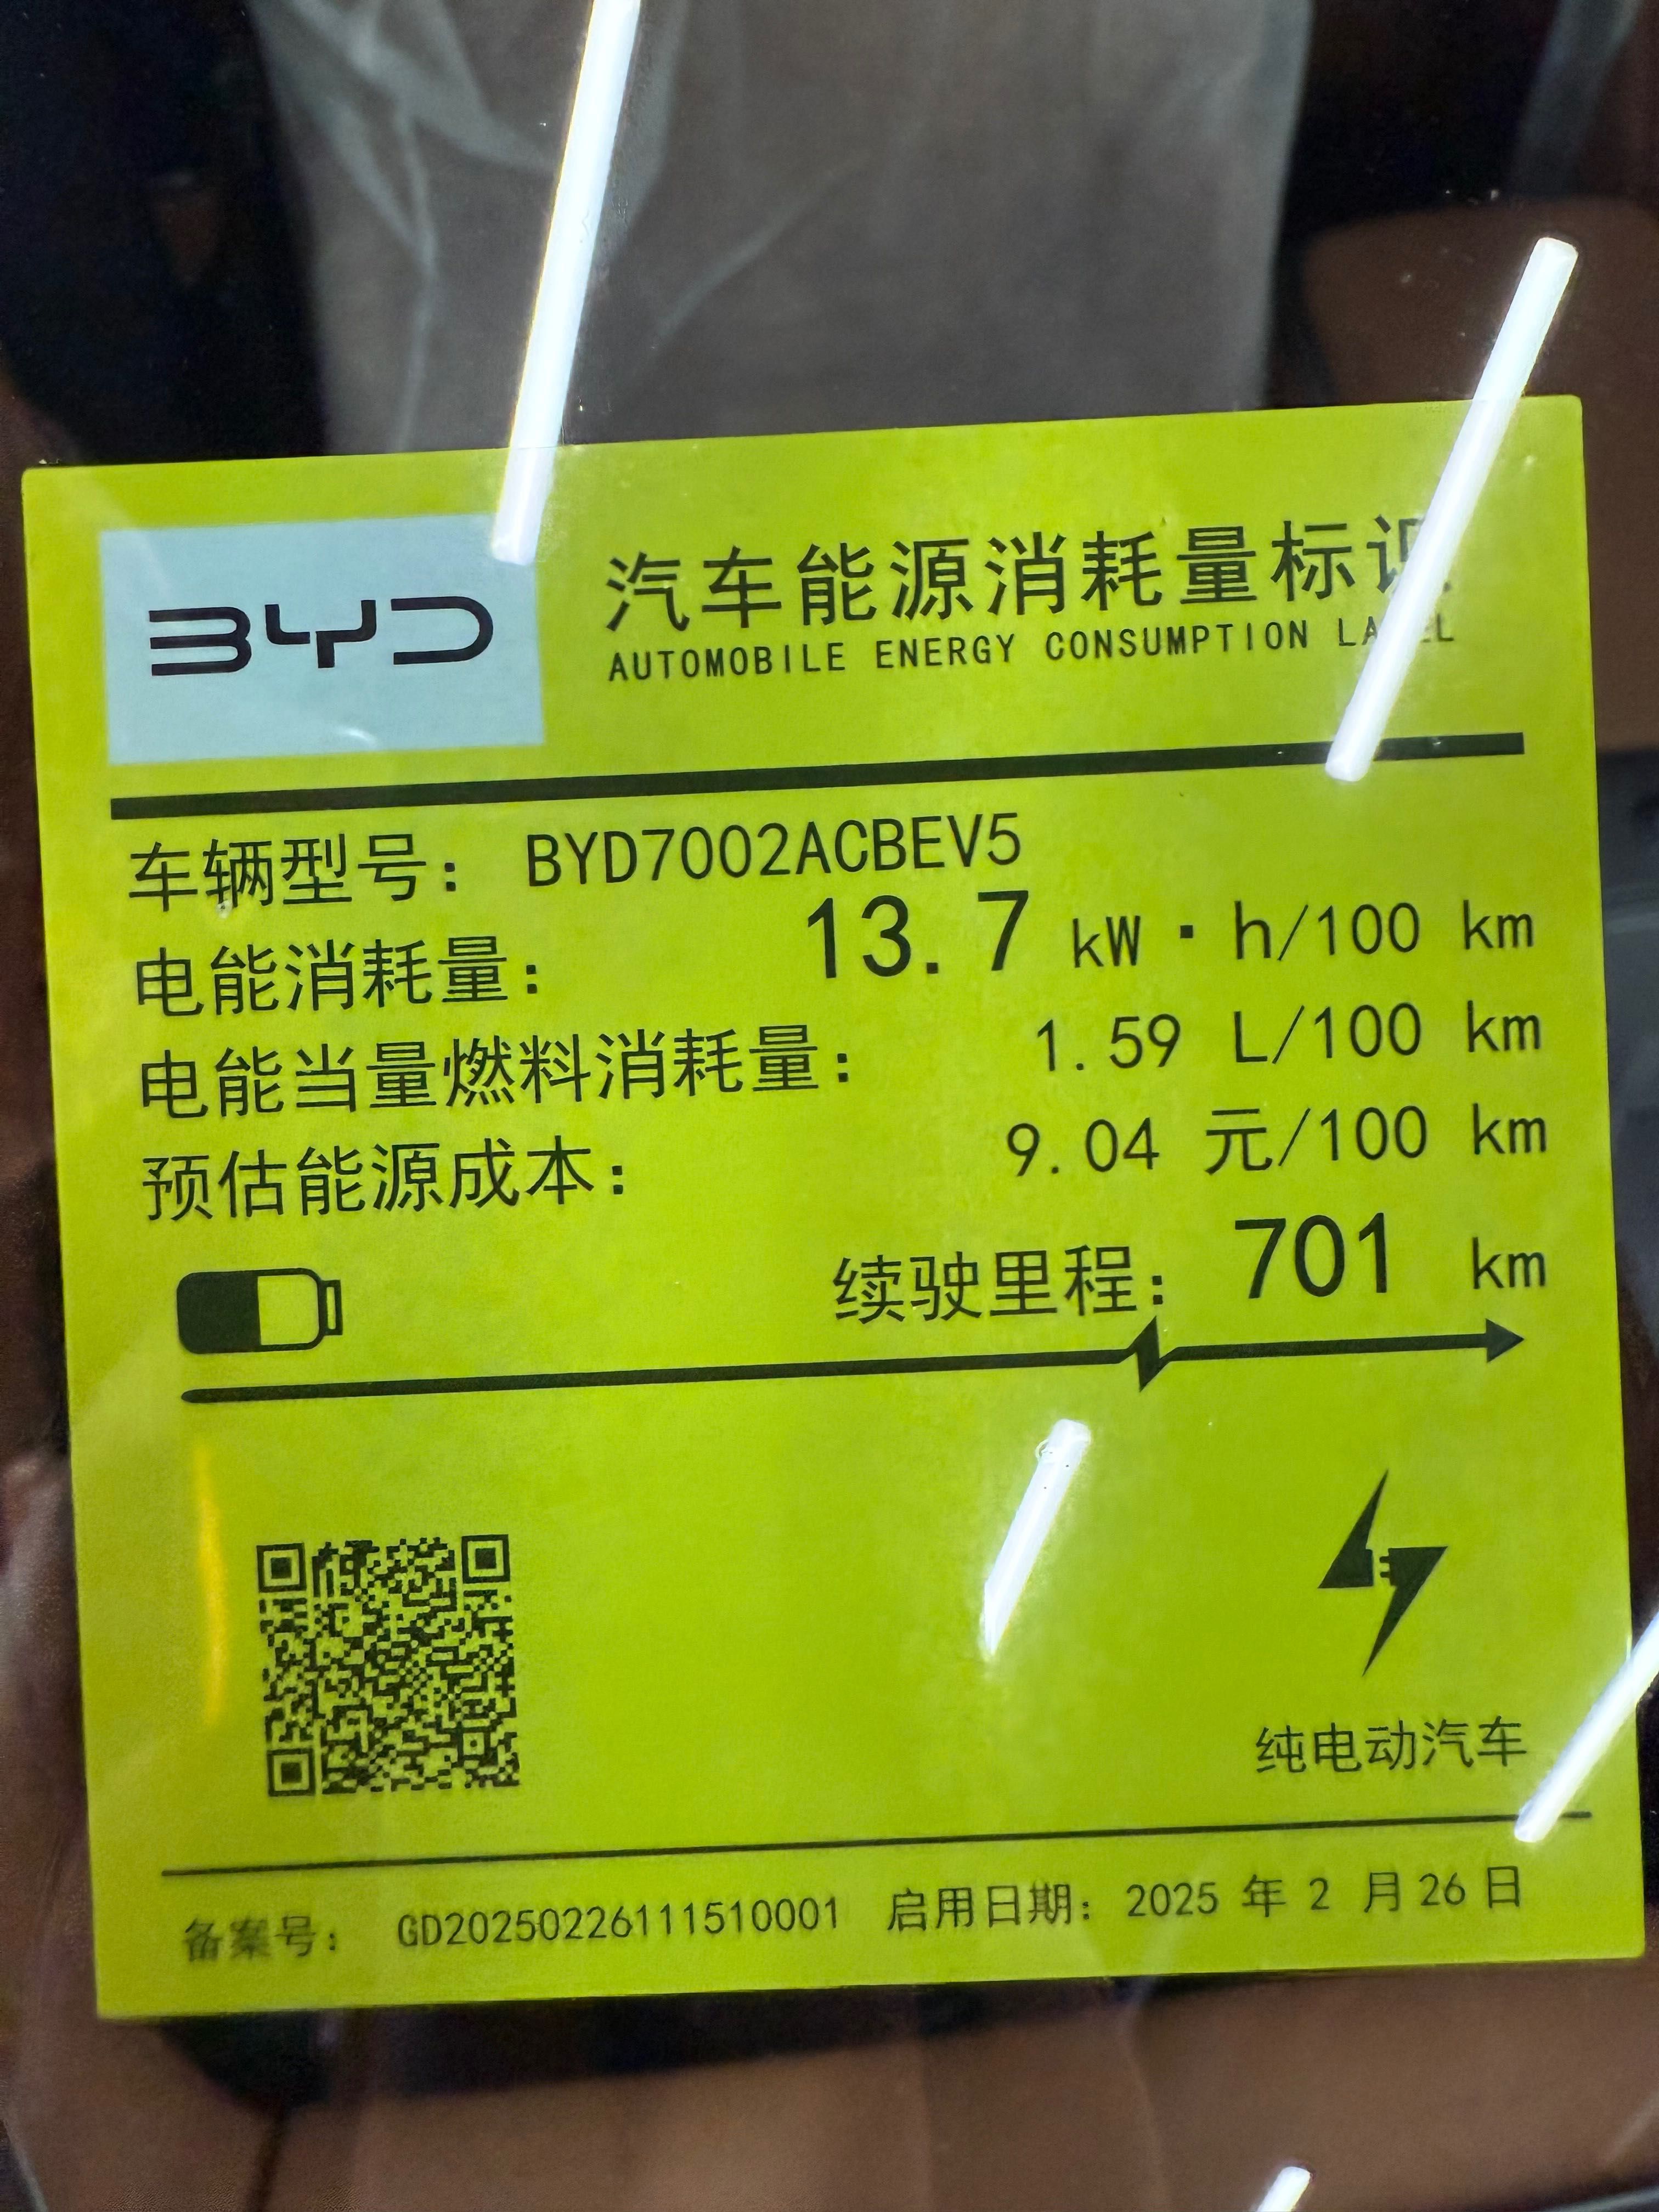 BYD
汽车能源消耗量标识
AUTOMOBILE ENERGY CONSUMPTION LABEL
车辆型号： BYD7002ACBEV5
电能消耗量： 13.7 kW·h/100 km
电能当量燃料消耗量： 1.59 L/100 km
预估能源成本： 9.04 元/100 km
续驶里程： 701 km
纯电动汽车
备案号： GD20250226111510001 启用日期： 2025 年 2 月 26 日